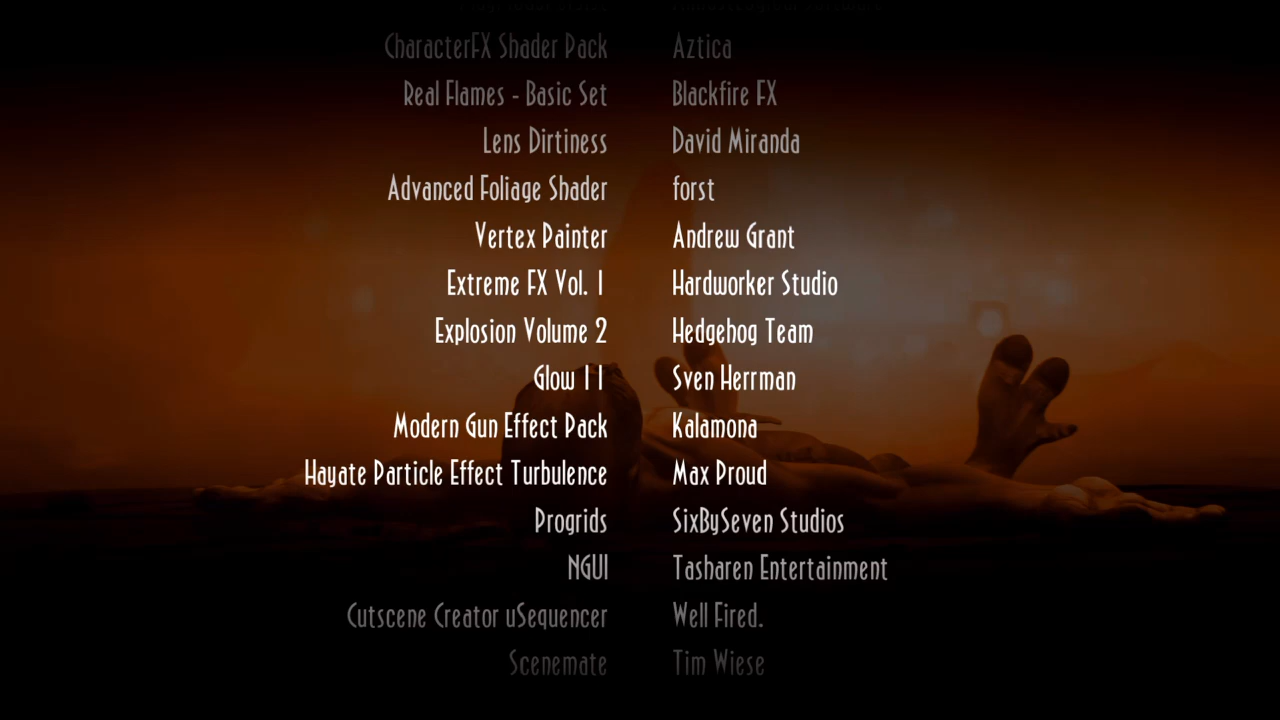 CharacterFX Shader Pack Aztica
Real Flames - Basic Set Blackfire FX
Lens Dirtiness David Miranda
Advanced Foliage Shader forst
Vertex Painter Andrew Grant
Extreme FX Vol. 1 Hardworker Studio
Explosion Volume 2 Hedgehog Team
Glow 11 Sven Herrman
Modern Gun Effect Pack Kalamona
Hayate Particle Effect Turbulence Max Proud
Progrids SixBySeven Studios
NGUI Tasharen Entertainment
Cutscene Creator uSequencer Well Fired.
Scenemate Tim Wiese